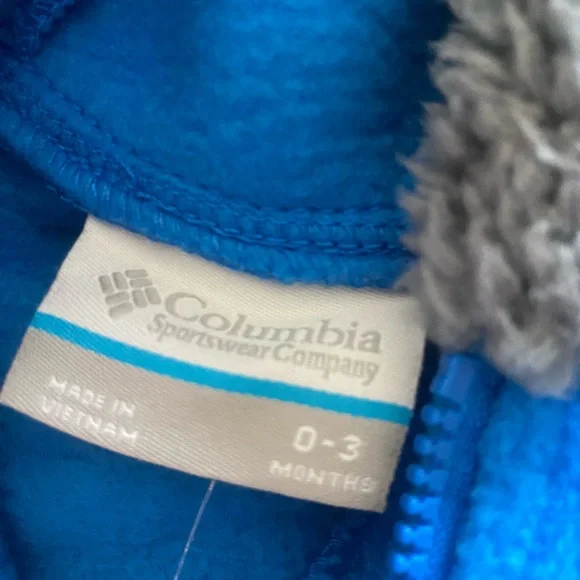 Columbia
Sportswear Company
MADE IN
VIETNAM
0-3
MONTHS